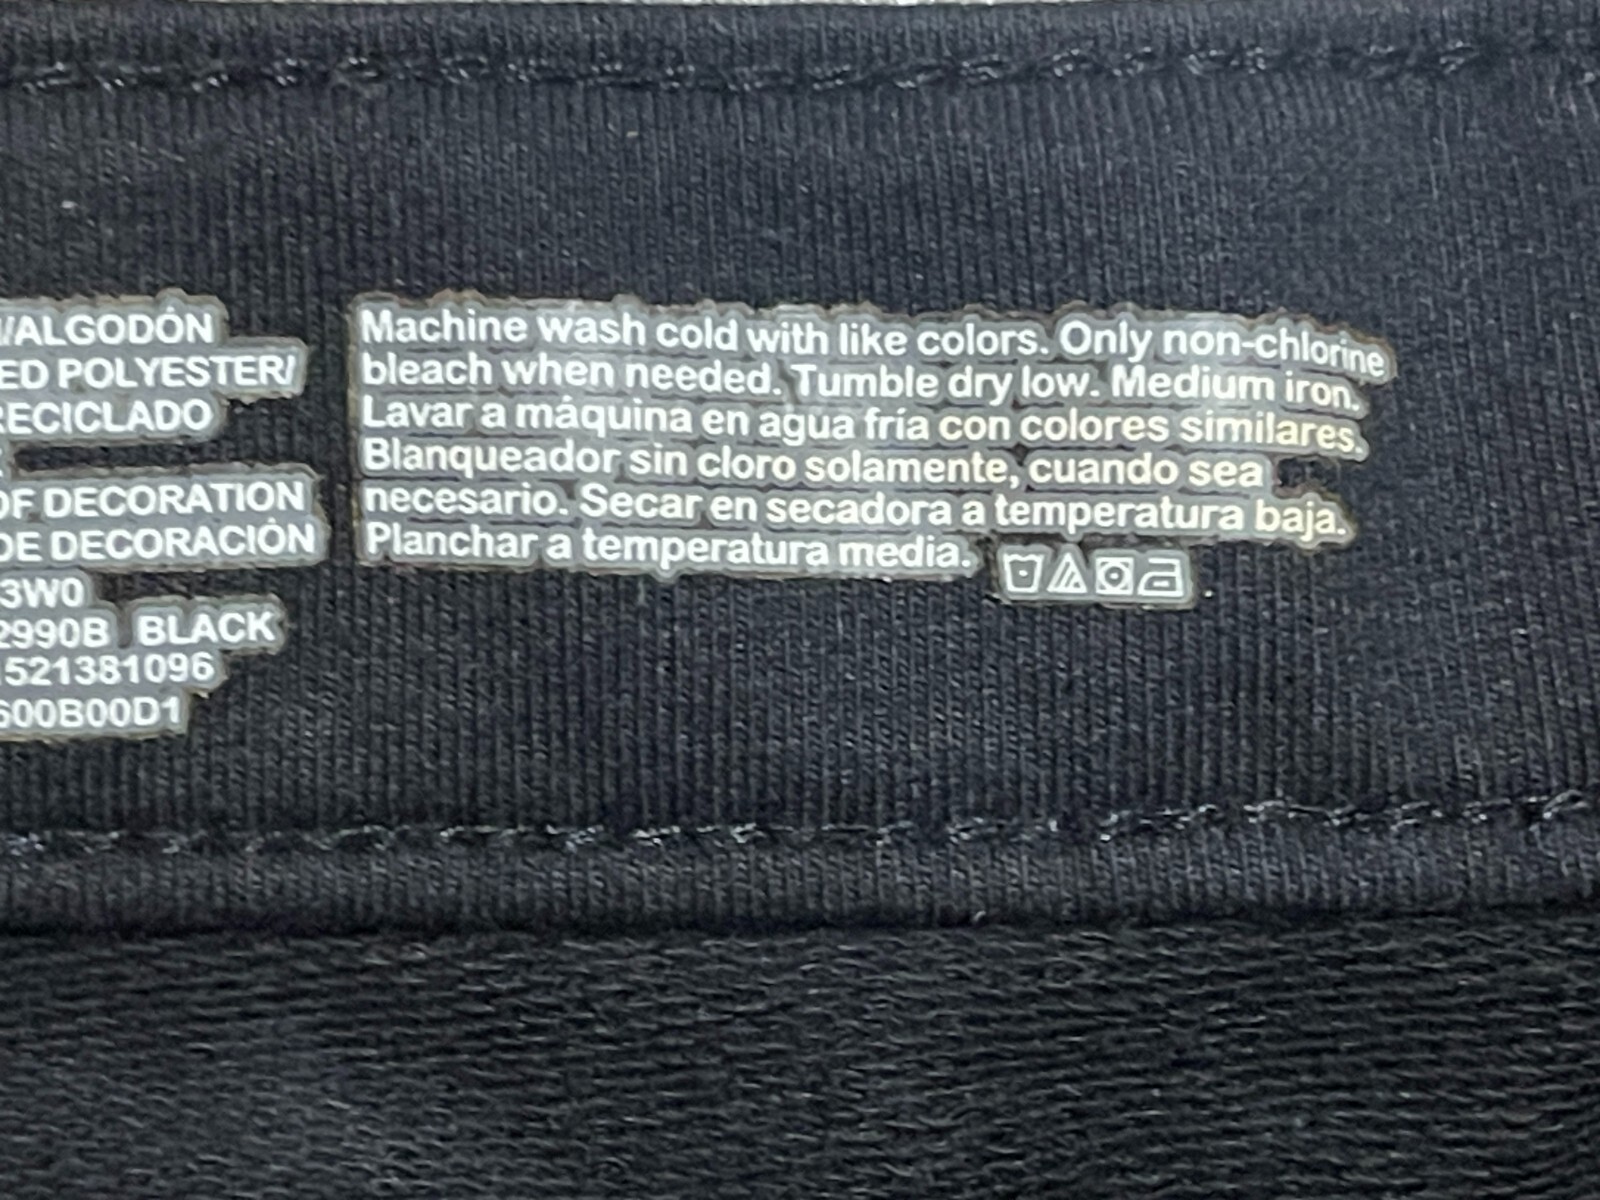 /ALGODÓN
ED POLYESTER/
RECICLADO
OF DECORATION
DE DECORACIÓN
3W0
2990B BLACK
1521381096
600B00D1
Machine wash cold with like colors. Only non-chlorine
bleach when needed. Tumble dry low. Medium iron.
Lavar a máquina en agua fría con colores similares.
Blanqueador sin cloro solamente, cuando sea
necesario. Secar en secadora a temperatura baja.
Planchar a temperatura media.